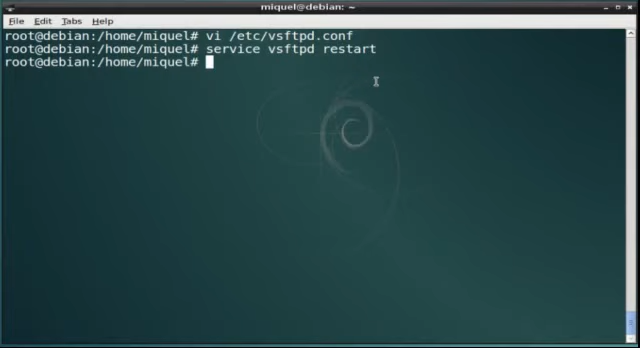 miquel@debian: ~
File Edit Tabs Help
root@debian:/home/miquel# vi /etc/vsftpd.conf
root@debian:/home/miquel# service vsftpd restart
root@debian:/home/miquel#